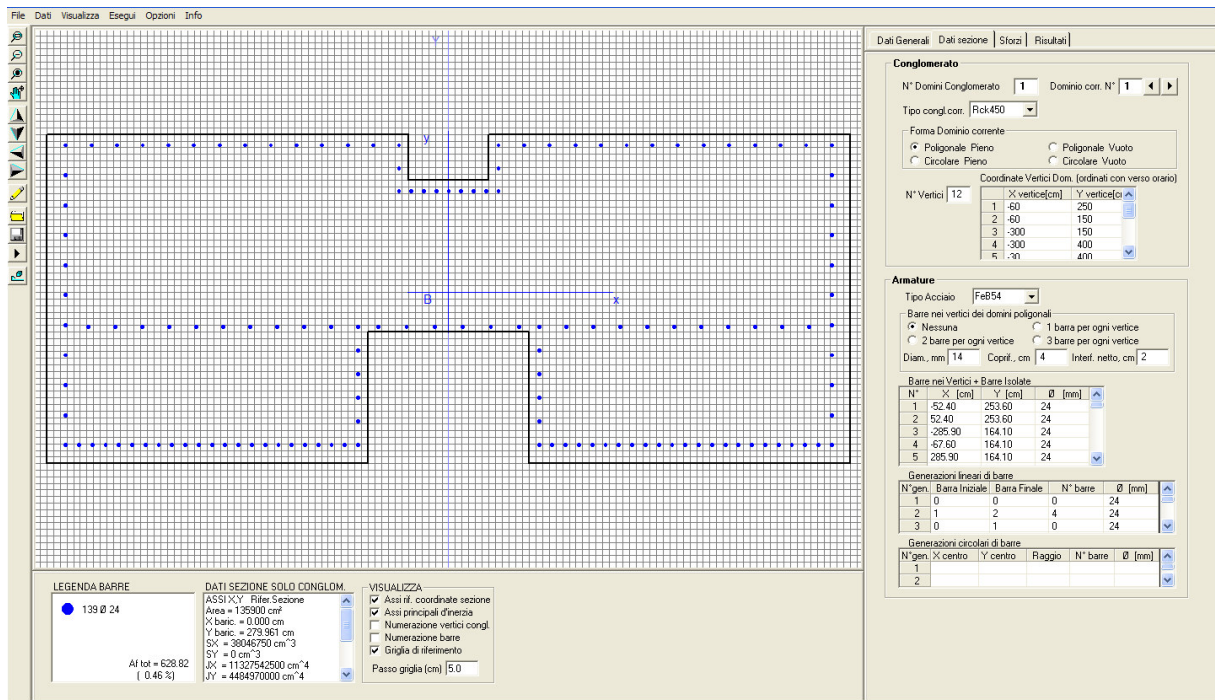 File Dati Visualizza Esegui Opzioni Info
y
B
x
Dati Generali Dati sezione Sforzi Risultati
Conglomerato
N° Domini Conglomerato 1 Dominio corr. N° 1
Tipo congl.corr. Rck450
Forma Dominio corrente
Poligonale Pieno Poligonale Vuoto
Circolare Pieno Circolare Vuoto
Coordinate Vertici Dom. (ordinati con verso orario)
N° Vertici 12
X vertice[cm] Y vertice[c
1 -60 250
2 -60 150
3 -300 150
4 -300 400
5 -30 400
Armature
Tipo Acciaio FeB54
Barre nei vertici dei domini poligonali
Nessuna 1 barra per ogni vertice
2 barre per ogni vertice 3 barre per ogni vertice
Diam., mm 14 Coprif., cm 4 Interf. netto, cm 2
Barre nei Vertici + Barre Isolate
N° X [cm] Y [cm] Ø [mm]
1 -52.40 253.60 24
2 52.40 253.60 24
3 -285.90 164.10 24
4 -67.60 164.10 24
5 285.90 164.10 24
Generazioni lineari di barre
N°gen. Barra Iniziale Barra Finale N° barre Ø [mm]
1 0 0 0 24
2 1 2 4 24
3 0 1 0 24
Generazioni circolari di barre
N°gen. X centro Y centro Raggio N° barre Ø [mm]
1
2
LEGENDA BARRE
139 Ø 24
Af tot = 628.82
( 0.46 %)
DATI SEZIONE SOLO CONGLOM.
ASSI X,Y Rifer.Sezione
Area = 135900 cm²
X baric. = 0.000 cm
Y baric. = 279.961 cm
SX = 38046750 cm^3
SY = 0 cm^3
JX = 11327542500 cm^4
JY = 4484970000 cm^4
VISUALIZZA
Assi rif. coordinate sezione
Assi principali d'inerzia
Numerazione vertici congl.
Numerazione barre
Griglia di riferimento
Passo griglia (cm) 5.0